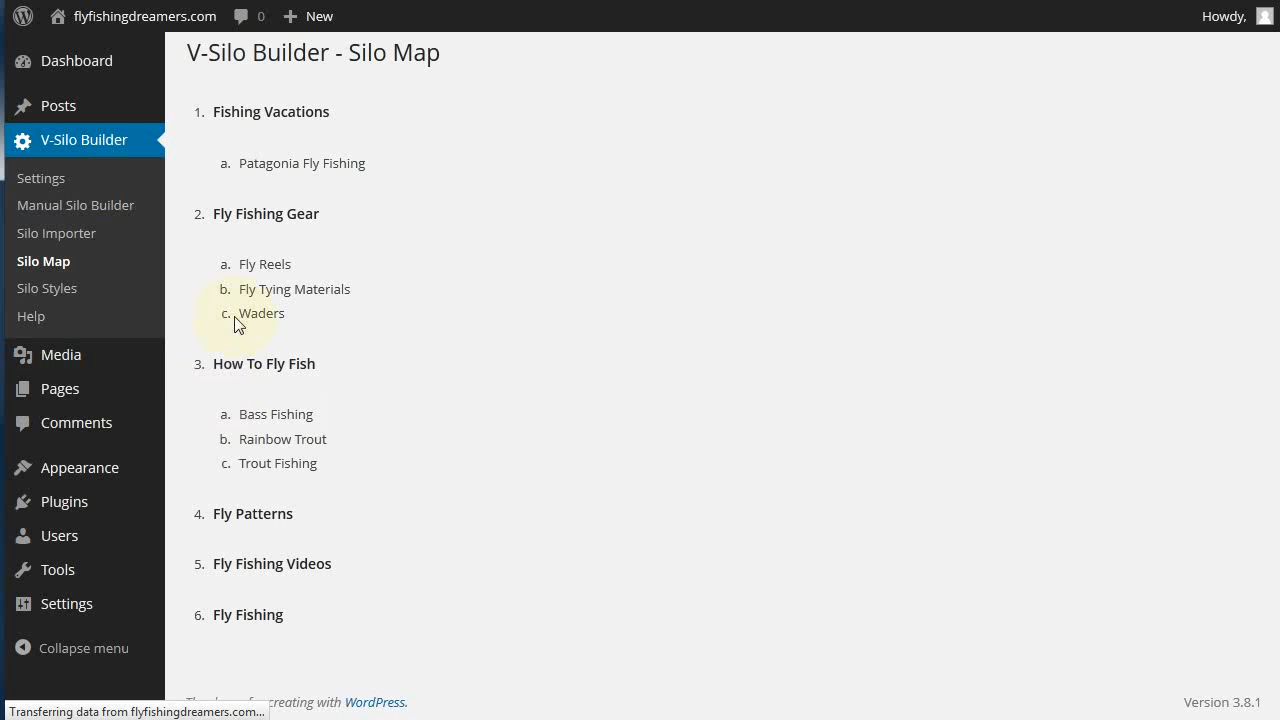 flyfishingdreamers.com 0 New Howdy,
Dashboard
Posts
V-Silo Builder
Settings
Manual Silo Builder
Silo Importer
Silo Map
Silo Styles
Help
Media
Pages
Comments
Appearance
Plugins
Users
Tools
Settings
Collapse menu
V-Silo Builder - Silo Map
1. Fishing Vacations
a. Patagonia Fly Fishing
2. Fly Fishing Gear
a. Fly Reels
b. Fly Tying Materials
c. Waders
3. How To Fly Fish
a. Bass Fishing
b. Rainbow Trout
c. Trout Fishing
4. Fly Patterns
5. Fly Fishing Videos
6. Fly Fishing
creating with WordPress. Version 3.8.1
Transferring data from flyfishingdreamers.com...